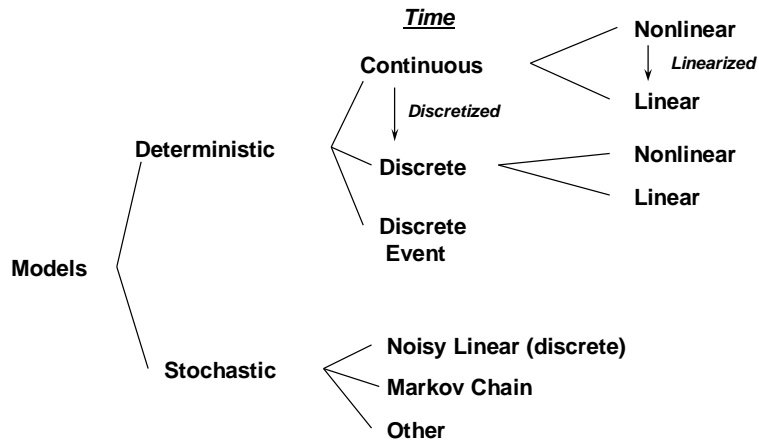 Time
Nonlinear
Continuous
Linearized
Linear
Discretized
Deterministic
Nonlinear
Discrete
Linear
Discrete
Event
Models
Noisy Linear (discrete)
Stochastic
Markov Chain
Other